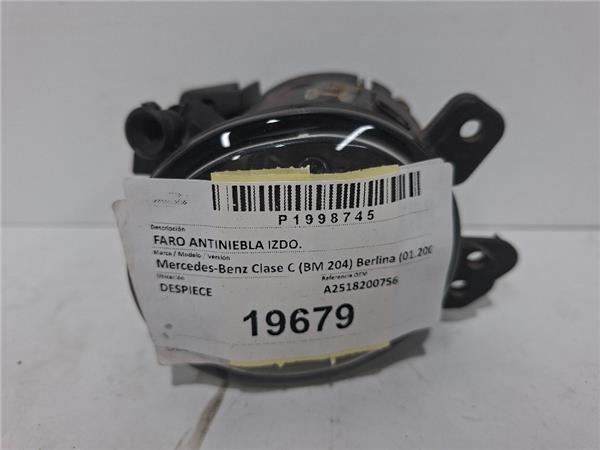 P1998745
Descripción
FARO ANTINIEBLA IZDO.
Marca / Modelo / Versión
Mercedes-Benz Clase C (BM 204) Berlina (01.200
Ubicación Referencia OEM
DESPIECE A2518200756
19679